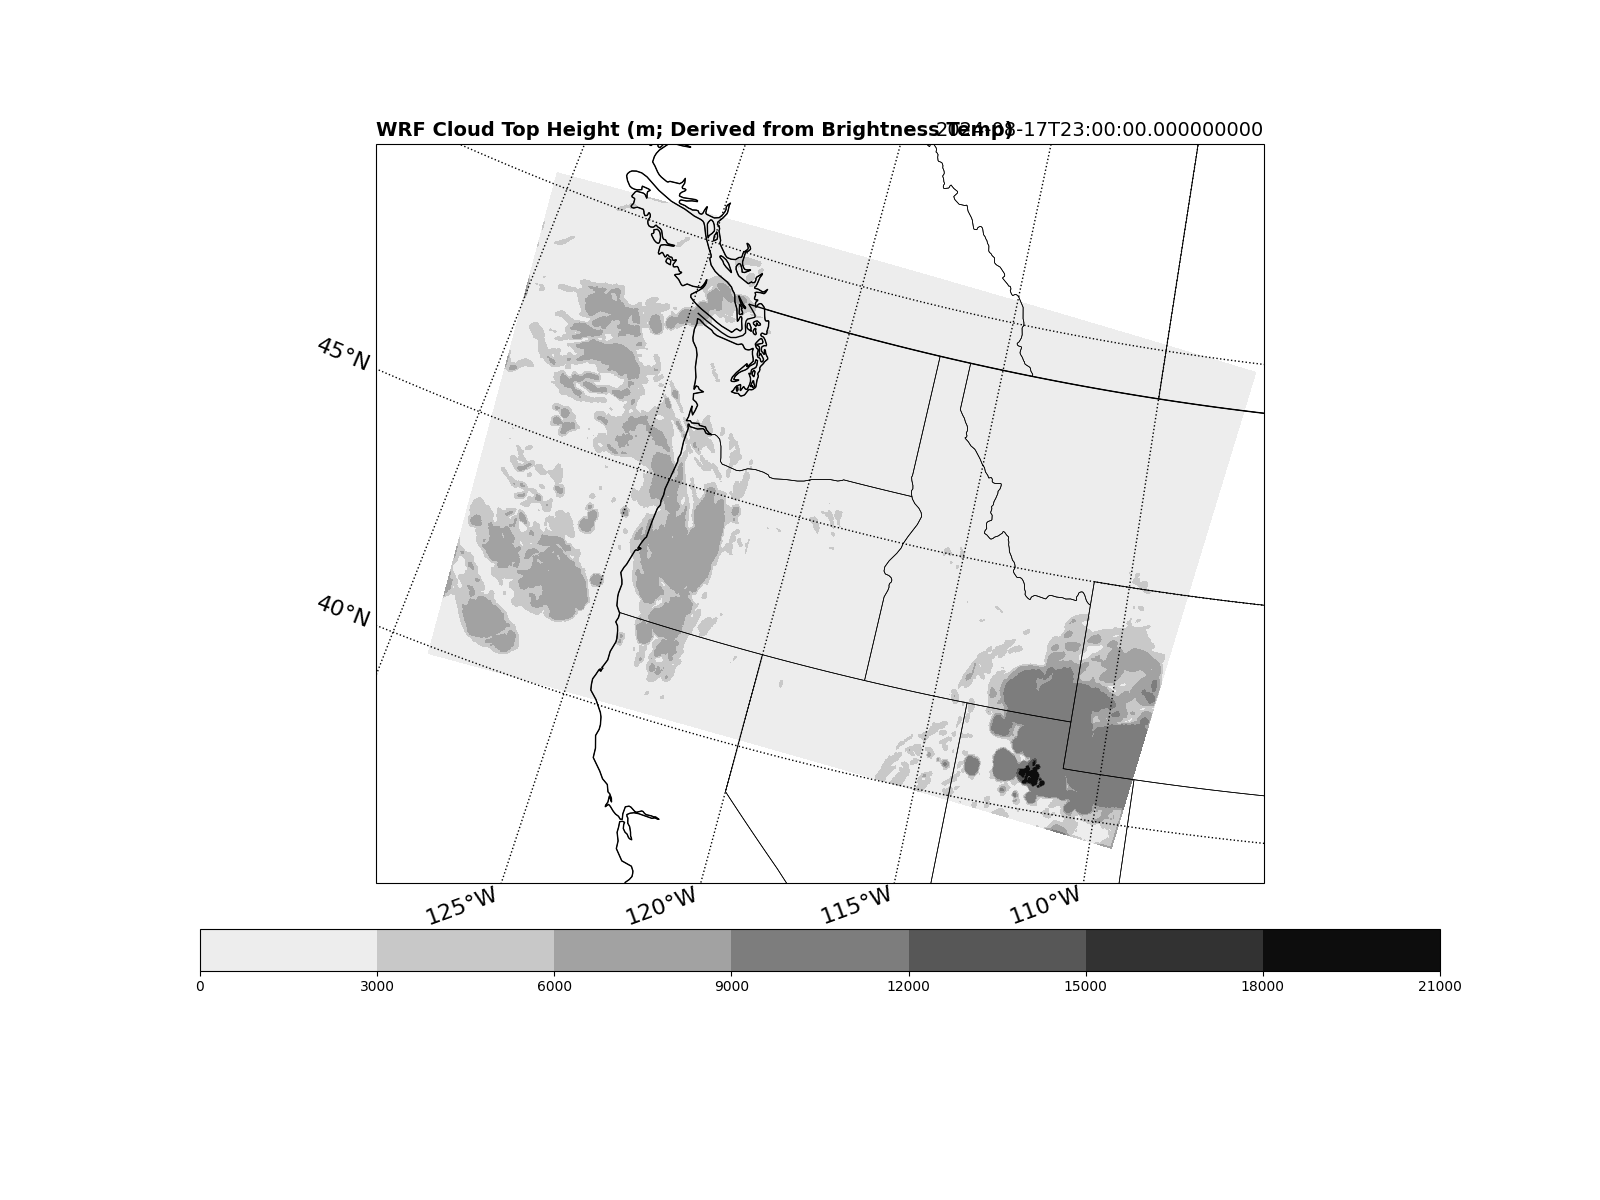 WRF Cloud Top Height (m; Derived from Brightness Temp)
2024-08-17T23:00:00.000000000
45°N
40°N
125°W 120°W 115°W 110°W
0 3000 6000 9000 12000 15000 18000 21000